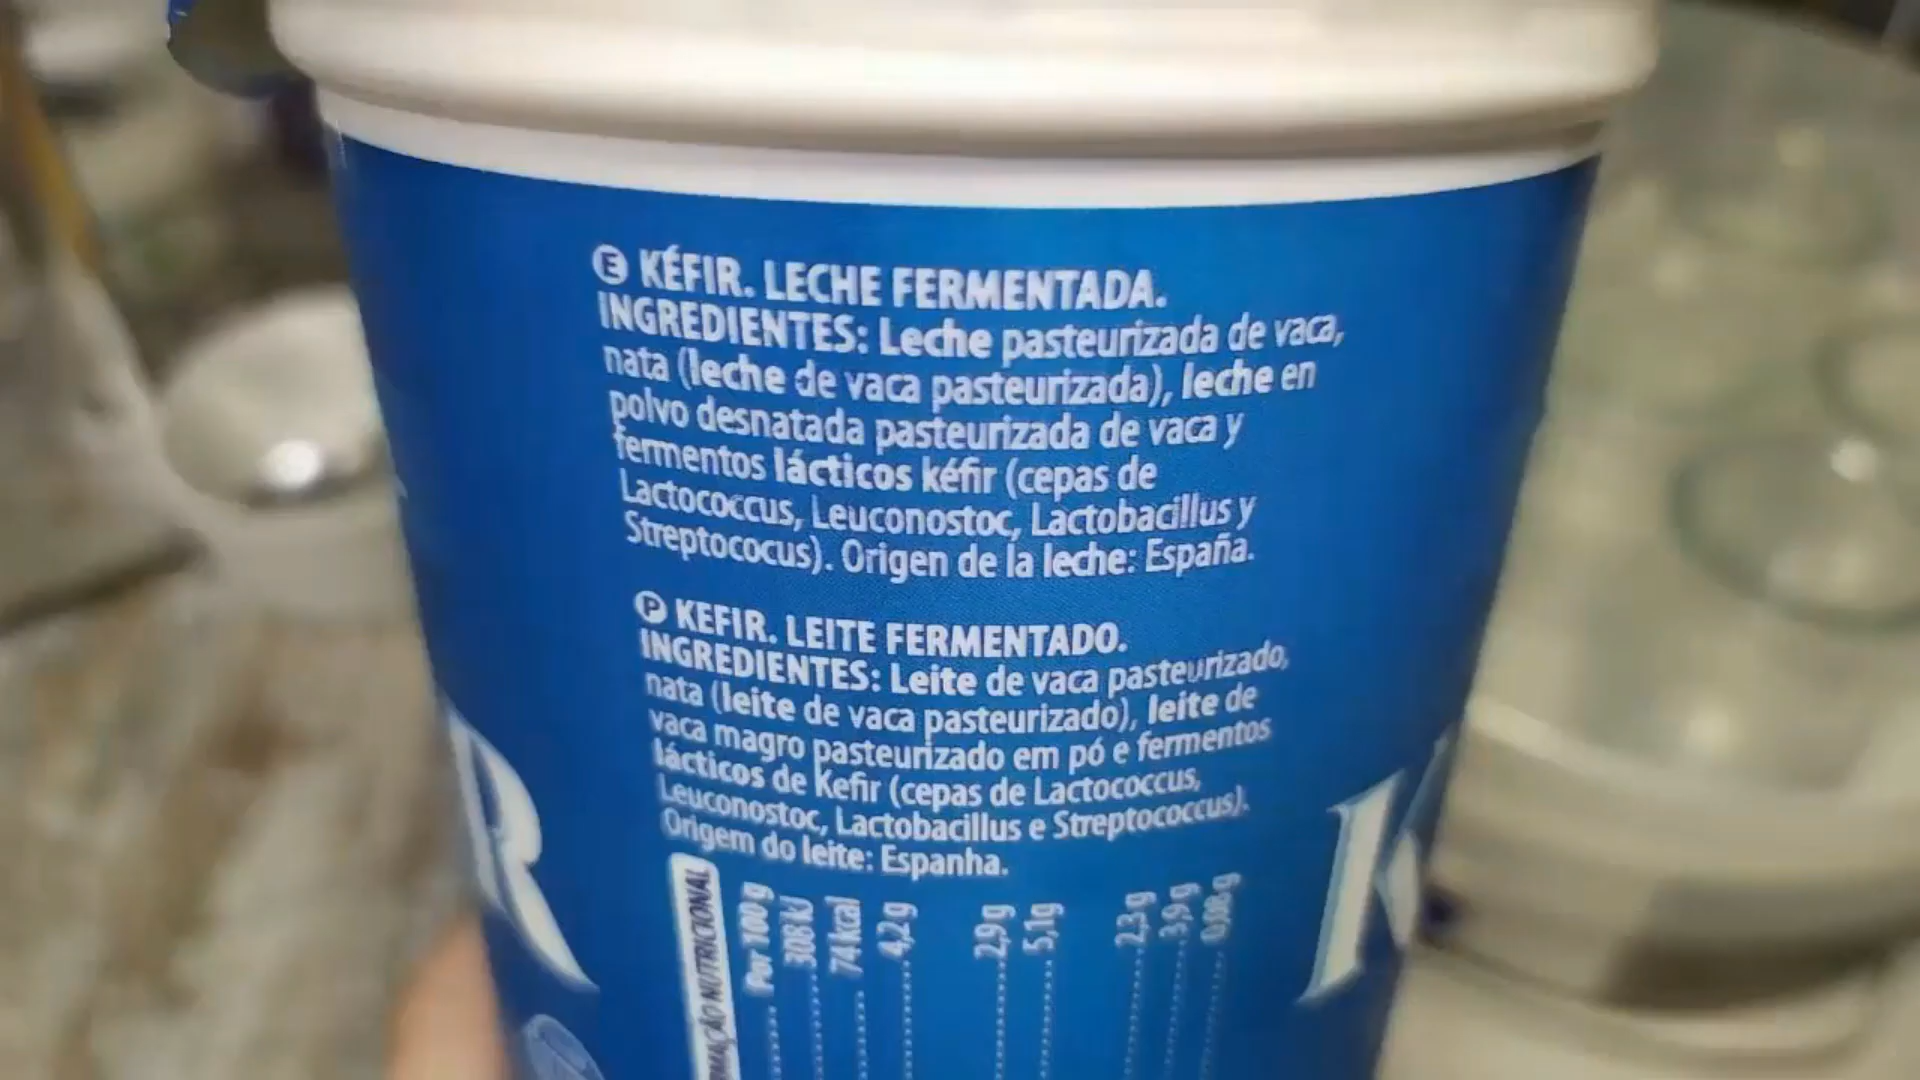 E KÉFIR. LECHE FERMENTADA.
INGREDIENTES: Leche pasteurizada de vaca,
nata (leche de vaca pasteurizada), leche en
polvo desnatada pasteurizada de vaca y
fermentos lácticos kéfir (cepas de
Lactococcus, Leuconostoc, Lactobacillus y
Streptococus). Origen de la leche: España.
P KEFIR. LEITE FERMENTADO.
INGREDIENTES: Leite de vaca pasteurizado,
nata (leite de vaca pasteurizado), leite de
vaca magro pasteurizado em pó e fermentos
lácticos de Kefir (cepas de Lactococcus,
Leuconostoc, Lactobacillus e Streptococcus).
Origem do leite: Espanha.
NUTRICIONAL
Por 100 g
308 kJ
74 kcal
4,2 g
2,9 g
5,1g
2,3 g
3,9 g
R
K